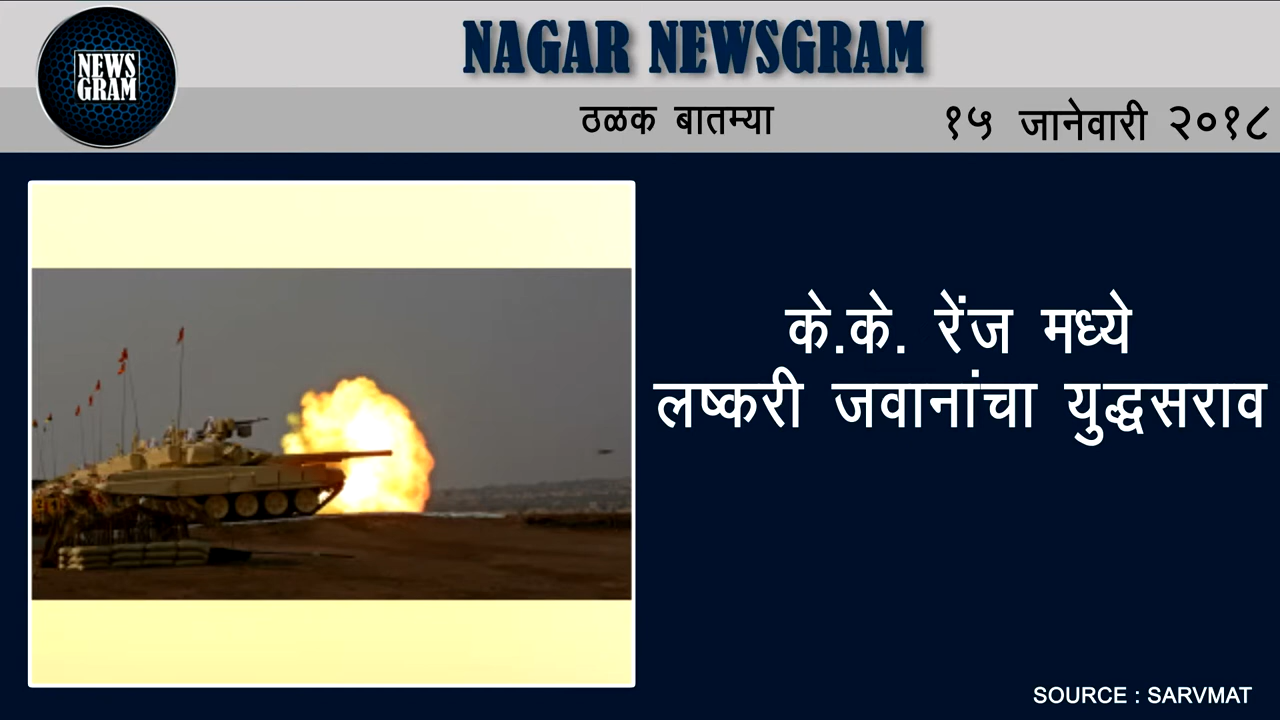 NEWS
GRAM
NAGAR NEWSGRAM
ठळक बातम्या
१५ जानेवारी २०१८
के.के. रेंज मध्ये
लष्करी जवानांचा युद्धसराव
SOURCE : SARVMAT